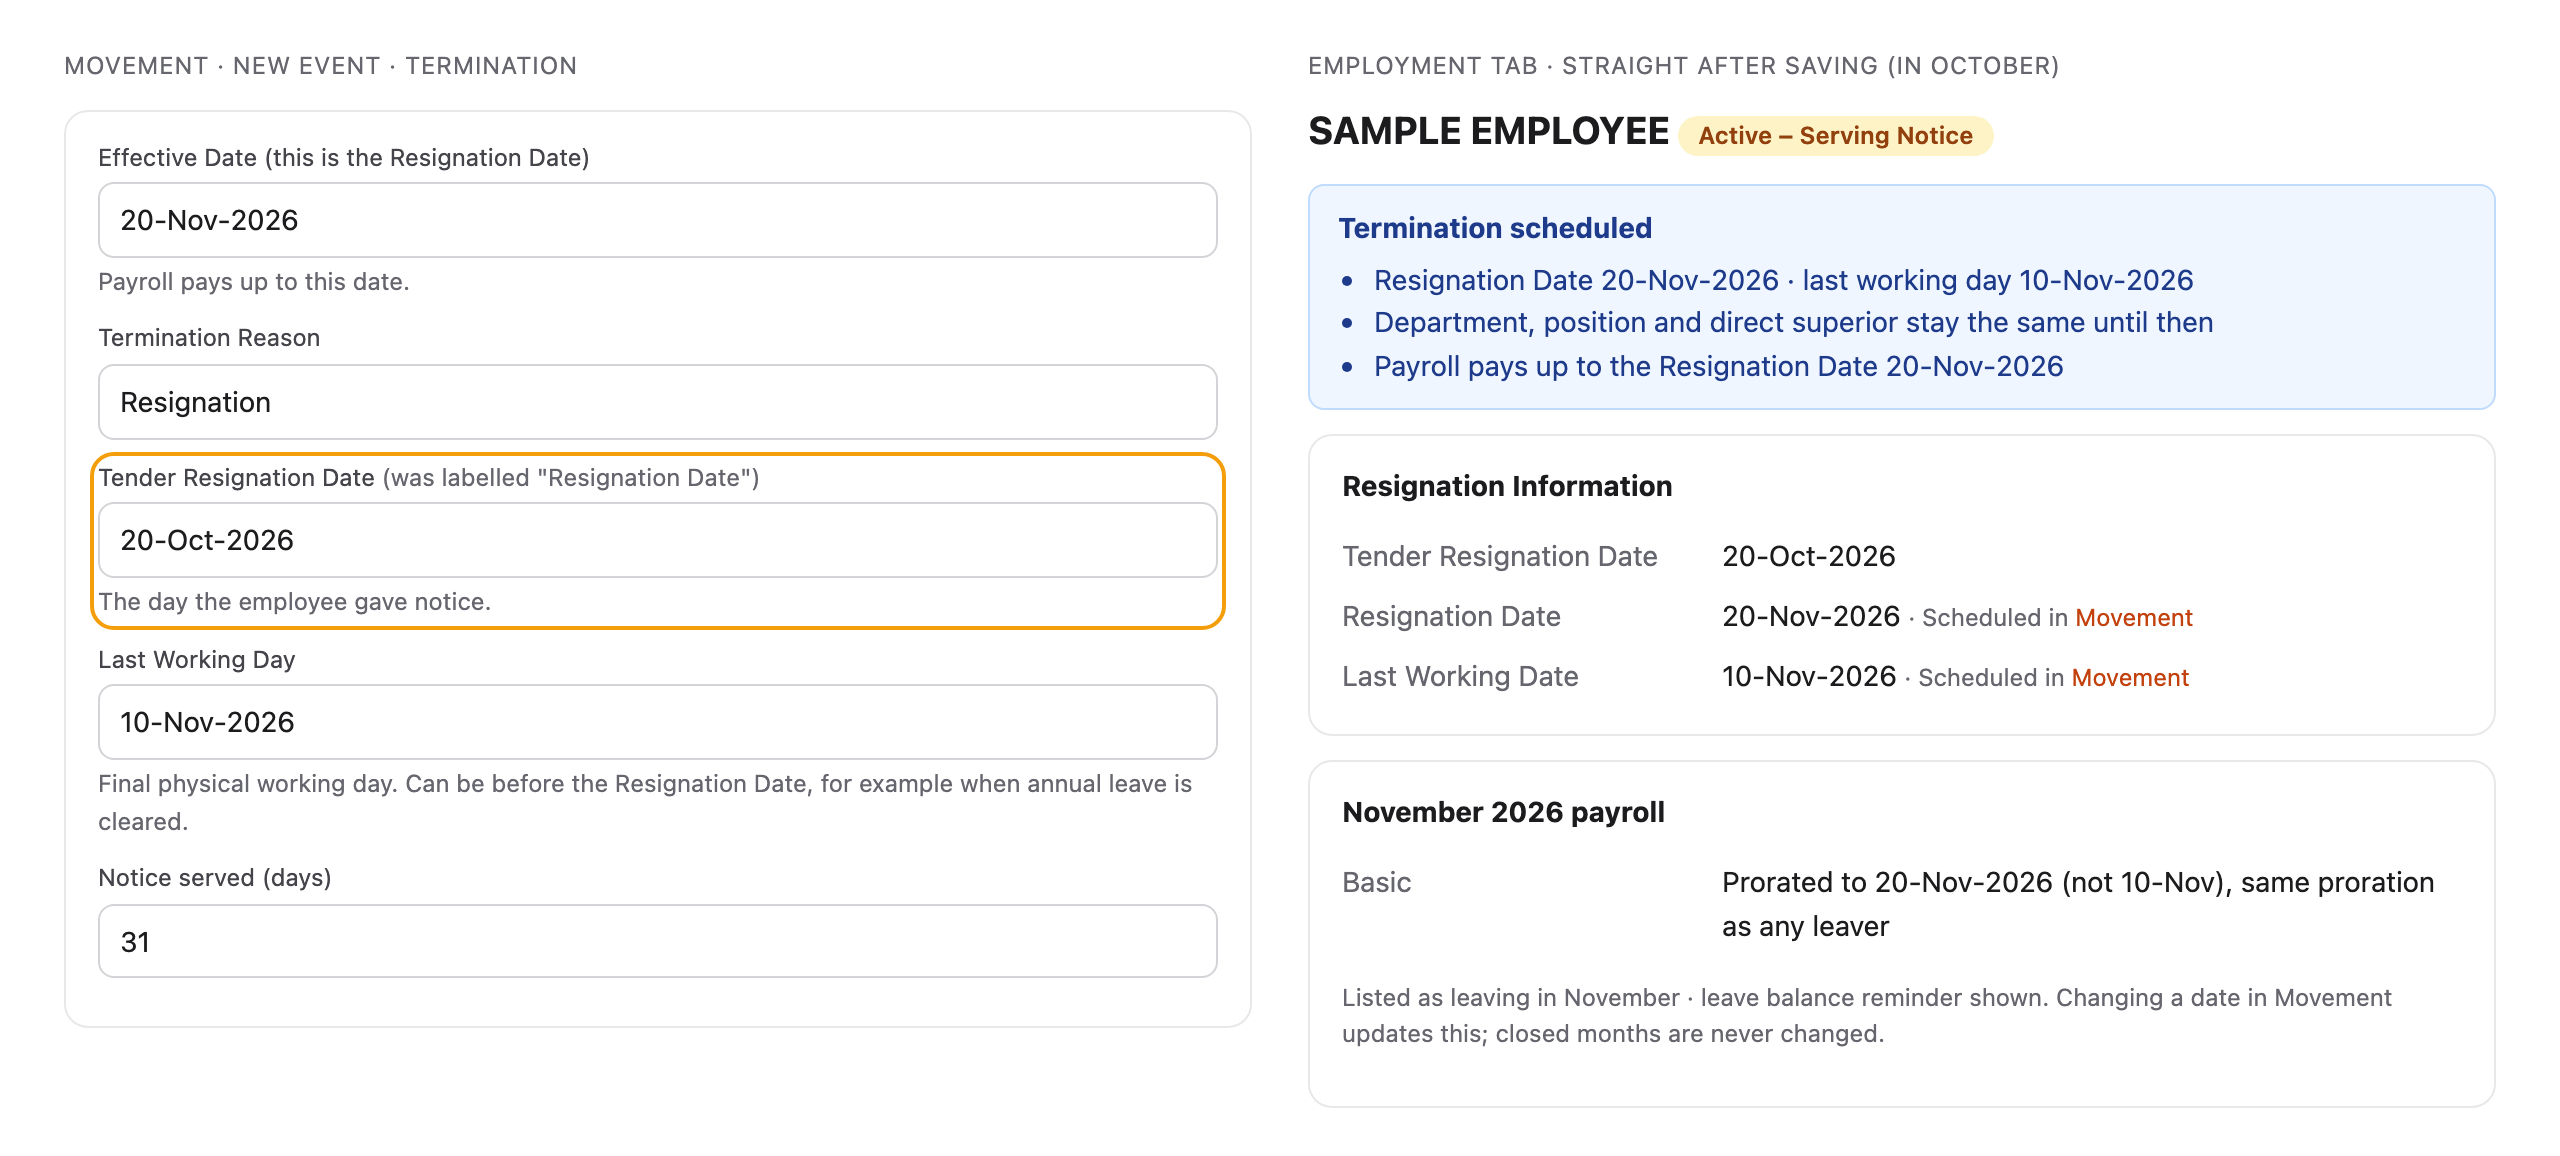 MOVEMENT · NEW EVENT · TERMINATION
Effective Date (this is the Resignation Date)
20-Nov-2026
Payroll pays up to this date.
Termination Reason
Resignation
Tender Resignation Date (was labelled "Resignation Date")
20-Oct-2026
The day the employee gave notice.
Last Working Day
10-Nov-2026
Final physical working day. Can be before the Resignation Date, for example when annual leave is
cleared.
Notice served (days)
31
EMPLOYMENT TAB · STRAIGHT AFTER SAVING (IN OCTOBER)
SAMPLE EMPLOYEE Active – Serving Notice
Termination scheduled
• Resignation Date 20-Nov-2026 · last working day 10-Nov-2026
• Department, position and direct superior stay the same until then
• Payroll pays up to the Resignation Date 20-Nov-2026
Resignation Information
Tender Resignation Date 20-Oct-2026
Resignation Date 20-Nov-2026 · Scheduled in Movement
Last Working Date 10-Nov-2026 · Scheduled in Movement
November 2026 payroll
Basic Prorated to 20-Nov-2026 (not 10-Nov), same proration
as any leaver
Listed as leaving in November · leave balance reminder shown. Changing a date in Movement
updates this; closed months are never changed.